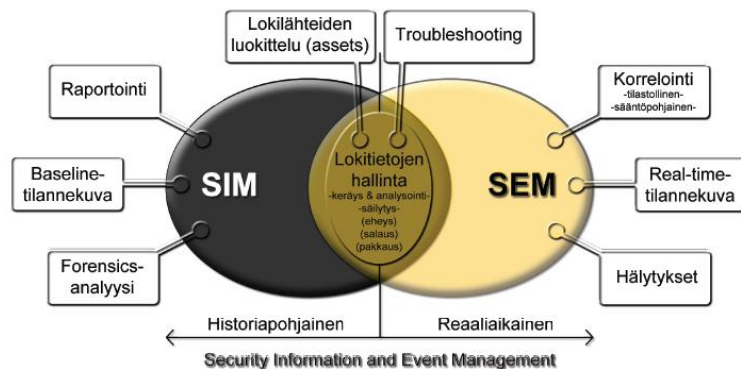 Lokilähteiden
luokittelu (assets)
Troubleshooting
Raportointi
Korrelointi
-tilastollinen-
-sääntöpohjainen-
Baseline-
tilannekuva
SIM
Lokitietojen
hallinta
-keräys & analysointi-
-säilytys-
(eheys)
(salaus)
(pakkaus)
SEM
Real-time-
tilannekuva
Forensics-
analyysi
Hälytykset
Historiapohjainen
Reaaliaikainen
Security Information and Event Management